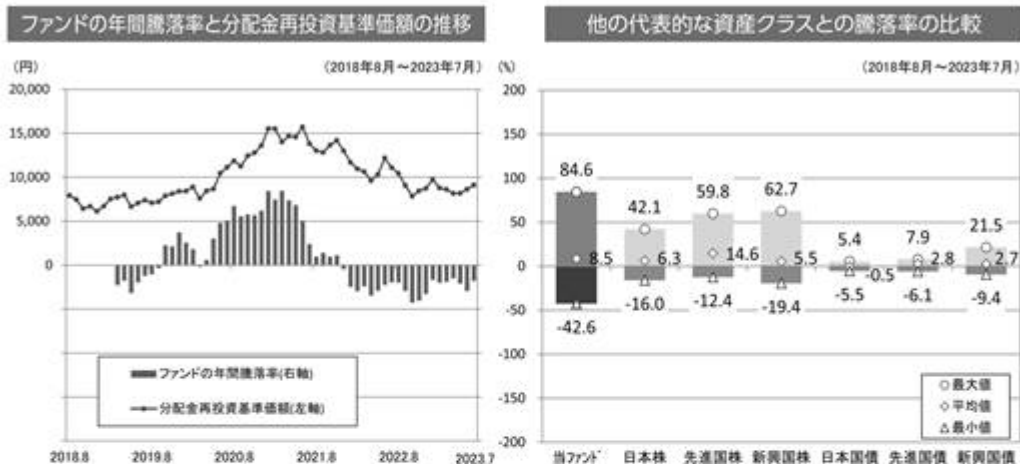 ファンドの年間騰落率と分配金再投資基準価額の推移
(円)
(2018年8月～2023年7月)
20,000
15,000
10,000
5,000
0
ファンドの年間騰落率(右軸)
分配金再投資基準価額(左軸)
2018.8
2019.8
2020.8
2021.8
2022.8
2023.7
他の代表的な資産クラスとの騰落率の比較
(%)
(2018年8月～2023年7月)
200
150
100
50
0
-50
-100
-150
-200
84.6
8.5
-42.6
42.1
6.3
-16.0
59.8
14.6
-12.4
62.7
5.5
-19.4
5.4
-0.5
-5.5
7.9
2.8
-6.1
21.5
2.7
-9.4
最大値
平均値
最小値
当ファンド
日本株
先進国株
新興国株
日本国債
先進国債
新興国債